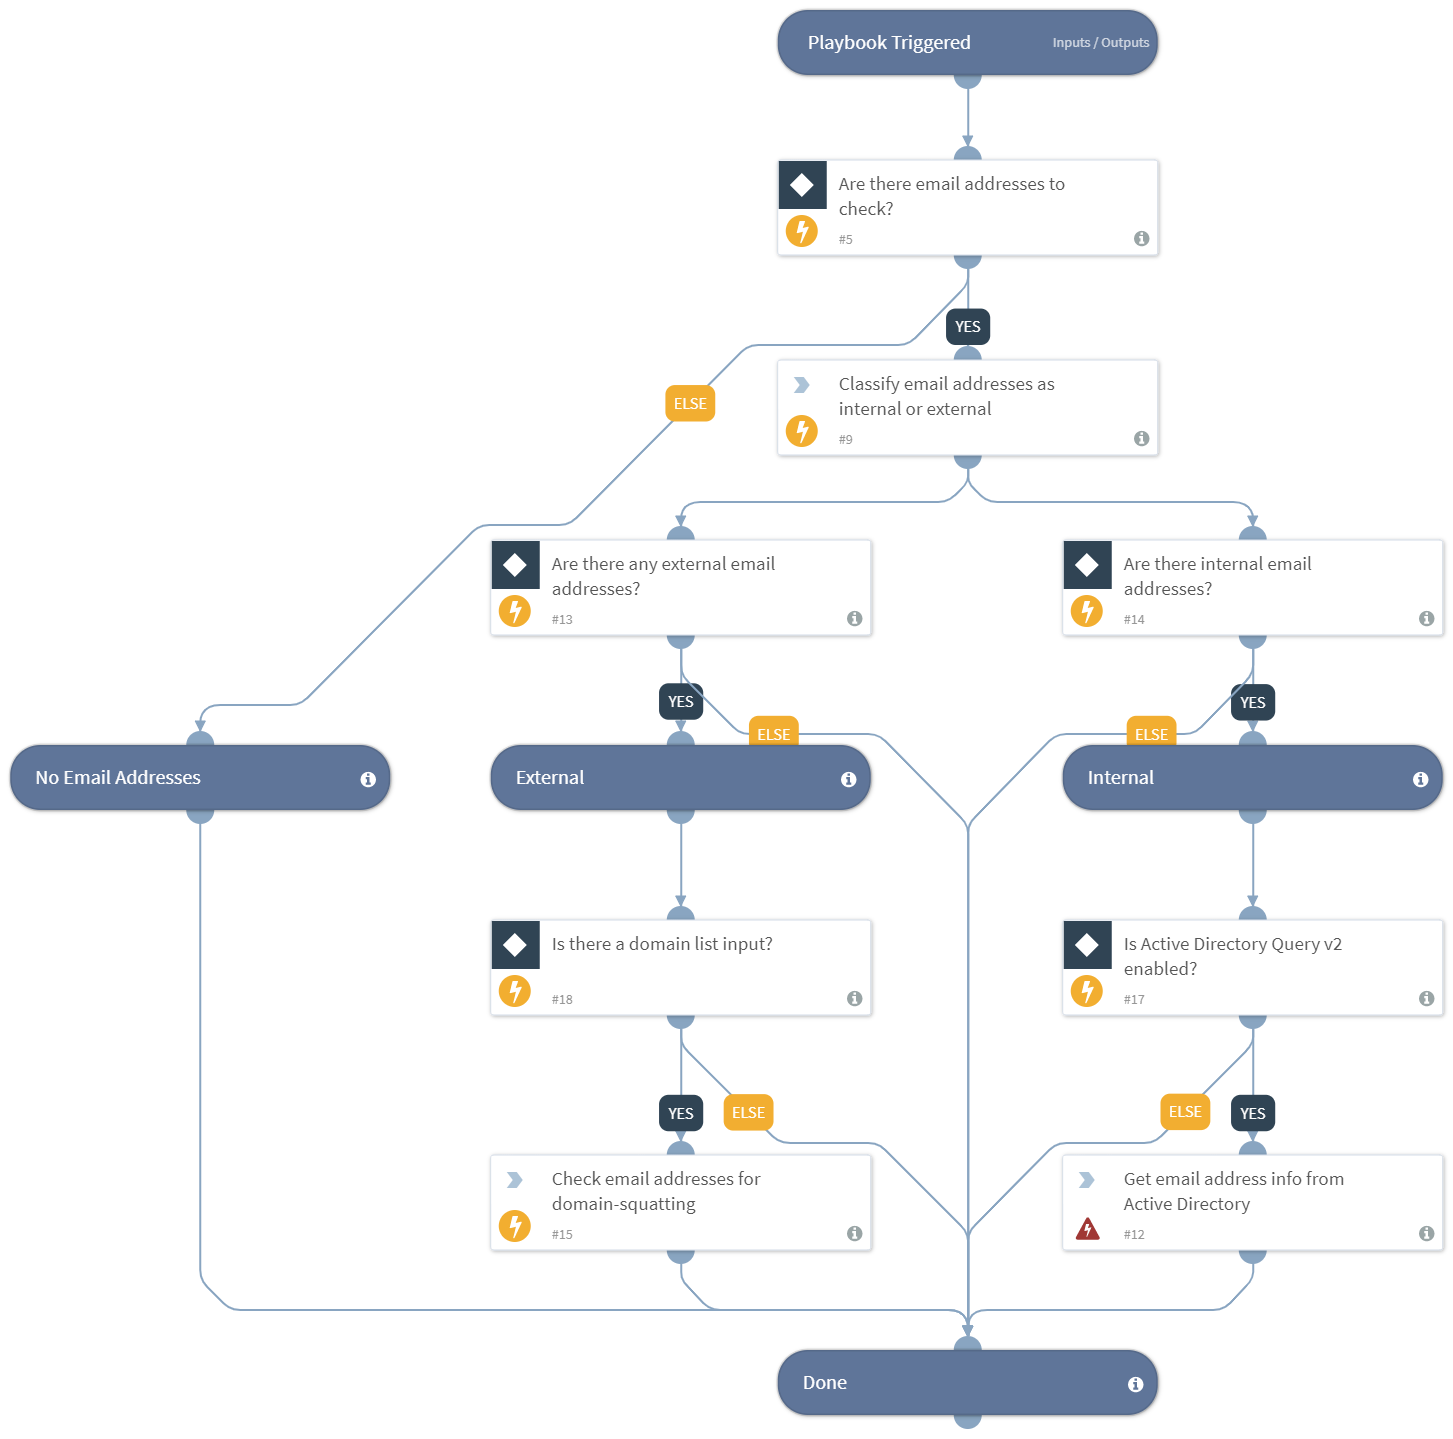 Playbook Triggered
Inputs / Outputs
Are there email addresses to
check?
#5
YES
ELSE
Classify email addresses as
internal or external
#9
Are there any external email
addresses?
#13
Are there internal email
addresses?
#14
YES
ELSE
ELSE
YES
No Email Addresses
External
Internal
Is there a domain list input?
#18
Is Active Directory Query v2
enabled?
#17
YES
ELSE
ELSE
YES
Check email addresses for
domain-squatting
#15
Get email address info from
Active Directory
#12
Done